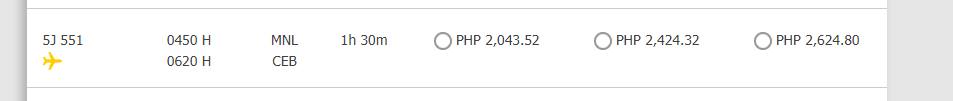 5J 551 0450 H MNL 1h 30m PHP 2,043.52 PHP 2,424.32 PHP 2,624.80
0620 H CEB